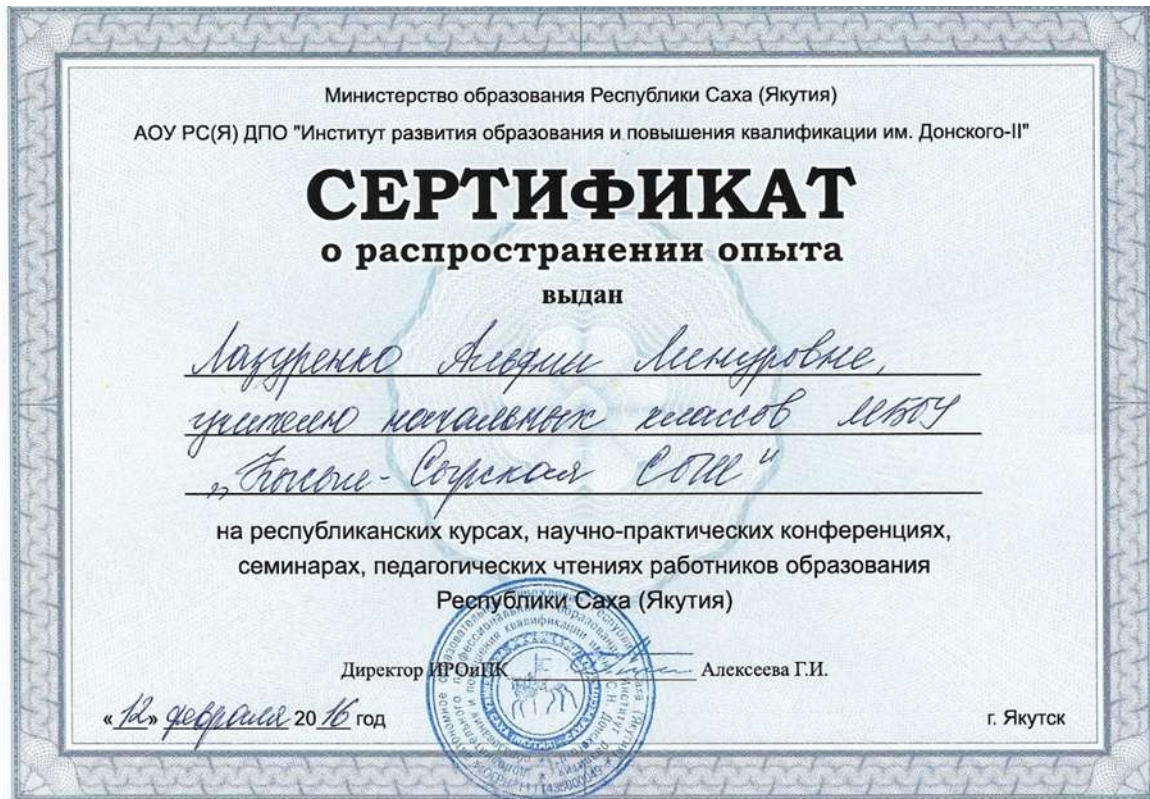 Министерство образования Республики Саха (Якутия)
АОУ РС(Я) ДПО "Институт развития образования и повышения квалификации им. Донского-II"
СЕРТИФИКАТ
о распространении опыта
выдан
Лазуренко Альфии Ленуровне,
учителю начальных классов МБОУ
„Кысыл-Сырская СОШ"
на республиканских курсах, научно-практических конференциях,
семинарах, педагогических чтениях работников образования
Республики Саха (Якутия)
Директор ИРОиПК Алексеева Г.И.
«12» февраля 2016 год г. Якутск